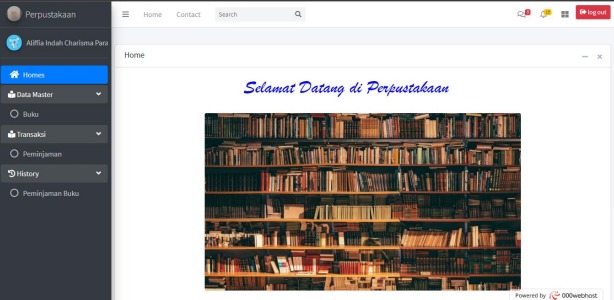 Perpustakaan
Home
Contact
Search
log out
Aliffia Indah Charisma Para
Homes
Data Master
Buku
Transaksi
Peminjaman
History
Peminjaman Buku
Home
Selamat Datang di Perpustakaan
Powered by 000webhost